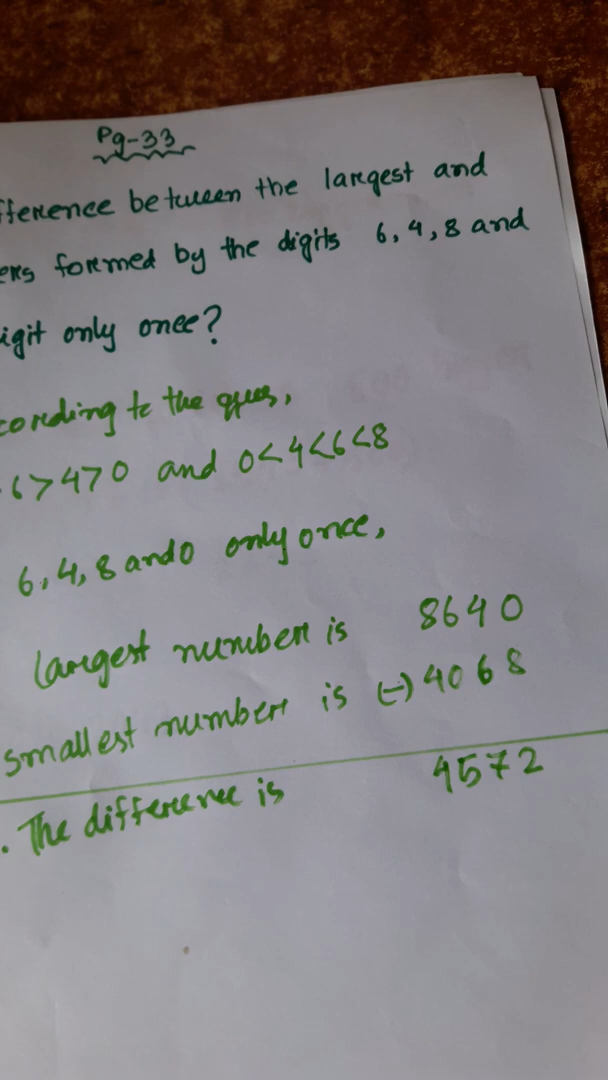 Pg-33
fference between the largest and
ers formed by the digits 6, 4, 8 and
igit only once?
cording to the ques,
6>4>0 and 0<4<6<8
6, 4, 8 and 0 only once,
largest number is 8640
smallest number is (-) 4068
. The difference is 4572